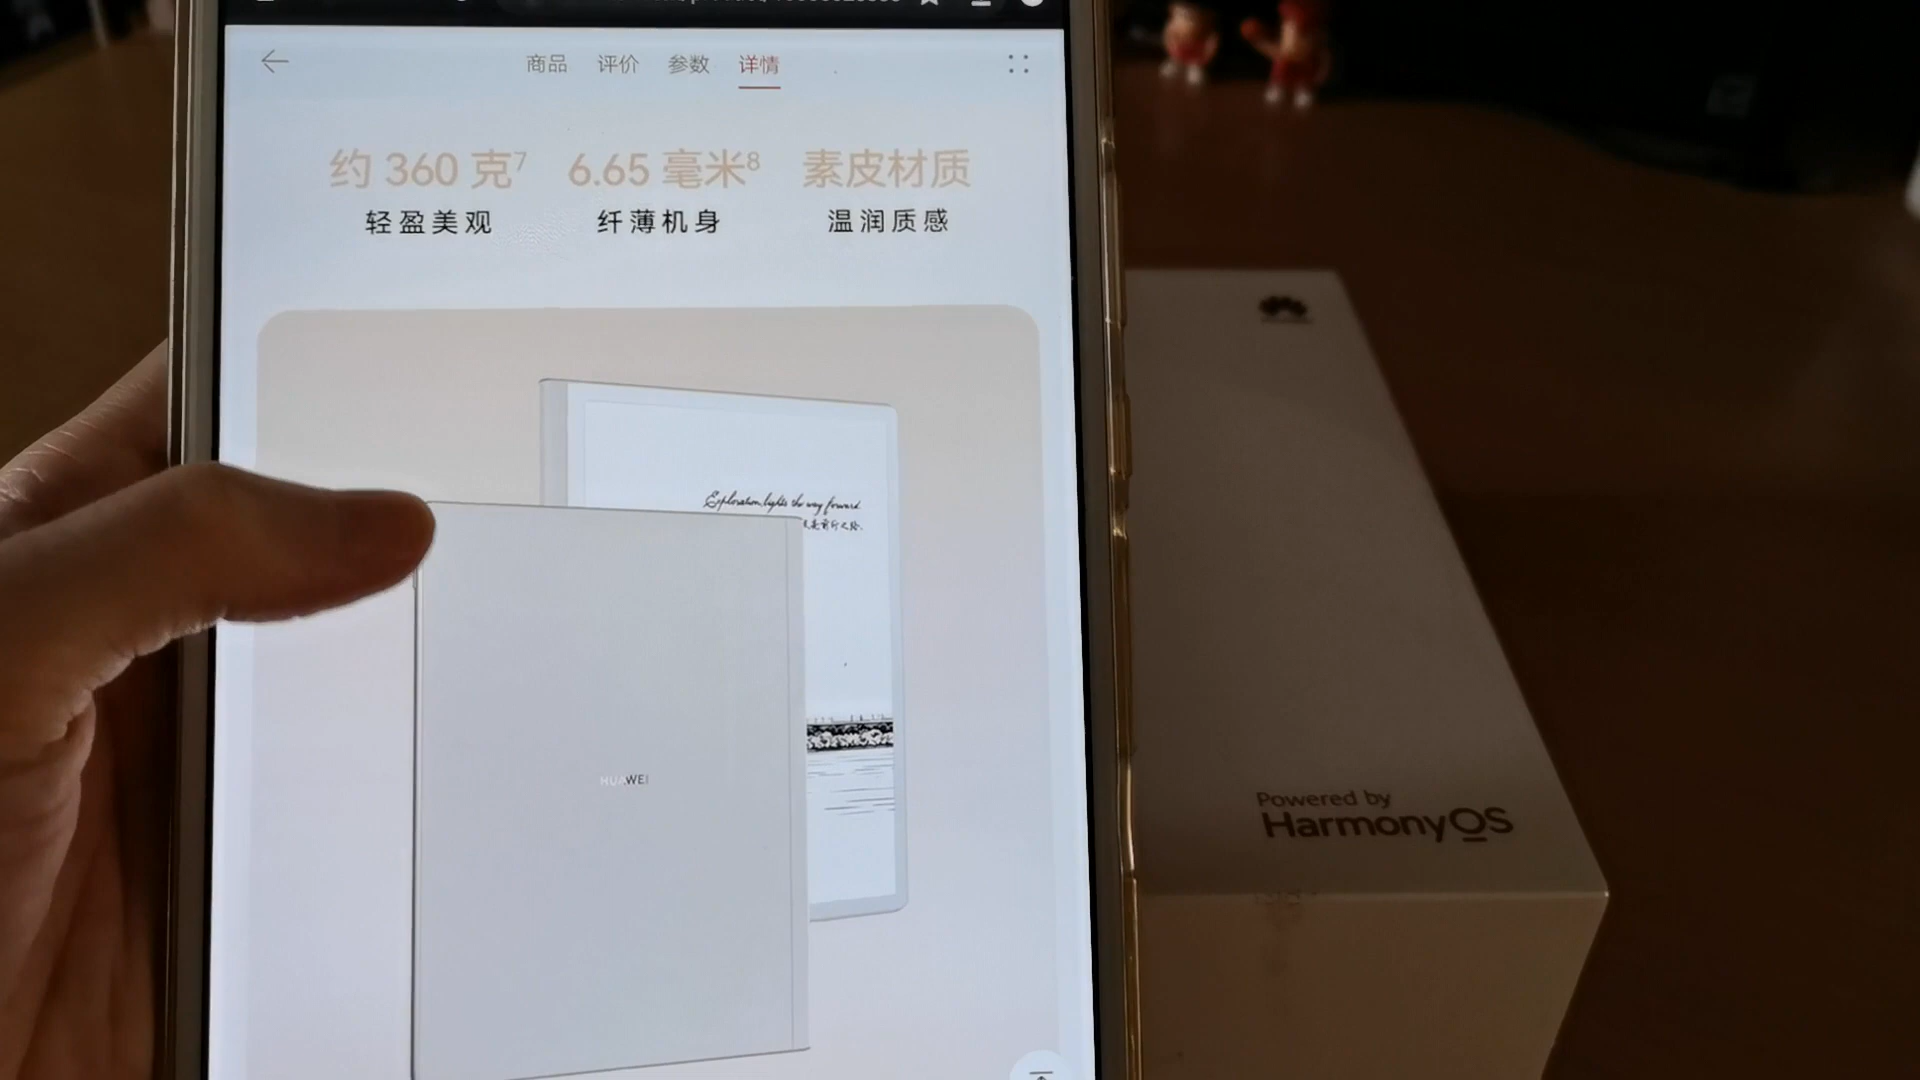 商品 评价 参数 详情
约 360 克7 6.65 毫米8 素皮材质
轻盈美观 纤薄机身 温润质感
Exploration lights the way forward
HUAWEI
Powered by
HarmonyOS